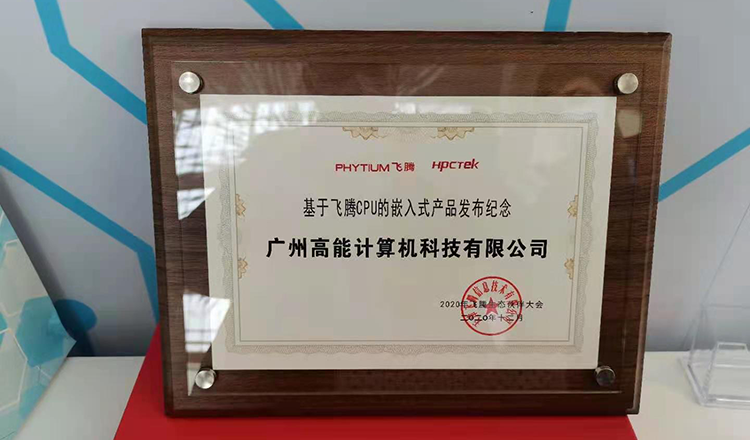 PHYTIUM飞腾 HPCTEK
基于飞腾CPU的嵌入式产品发布纪念
广州高能计算机科技有限公司
2020年飞腾生态伙伴大会
二〇二〇年十二月